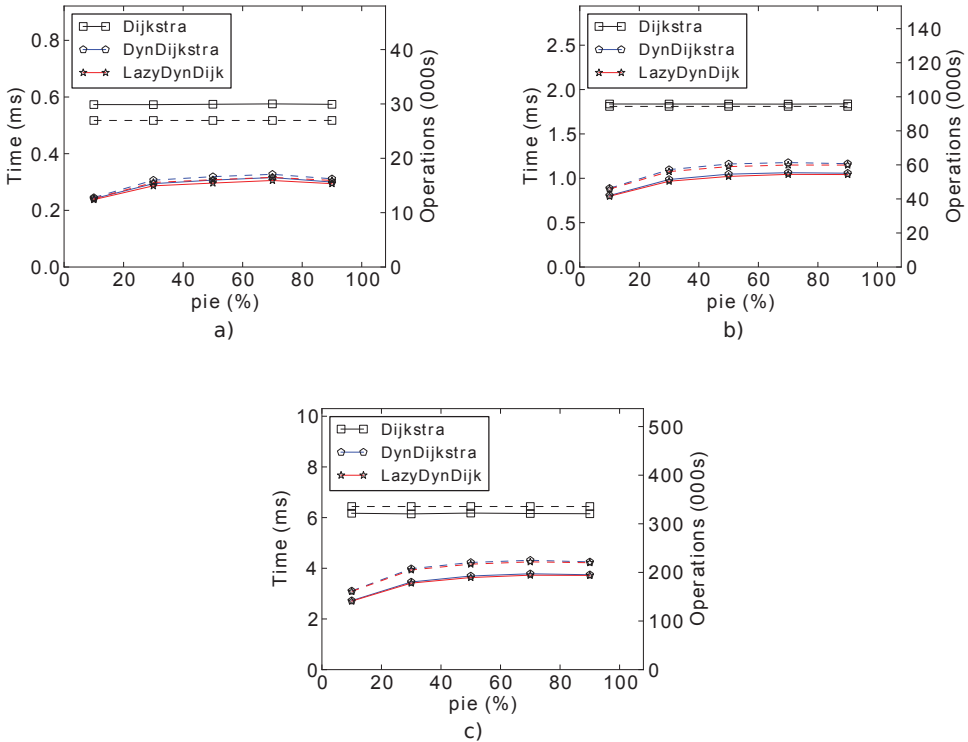 Dijkstra
DynDijkstra
LazyDynDijk
Time (ms)
0.8
0.6
0.4
0.2
0.0
Operations (000s)
40
30
20
10
0
0 20 40 60 80 100
pie (%)
a)
Dijkstra
DynDijkstra
LazyDynDijk
Time (ms)
2.5
2.0
1.5
1.0
0.5
0.0
Operations (000s)
140
120
100
80
60
40
20
0
0 20 40 60 80 100
pie (%)
b)
Dijkstra
DynDijkstra
LazyDynDijk
Time (ms)
10
8
6
4
2
0
Operations (000s)
500
400
300
200
100
0
0 20 40 60 80 100
pie (%)
c)